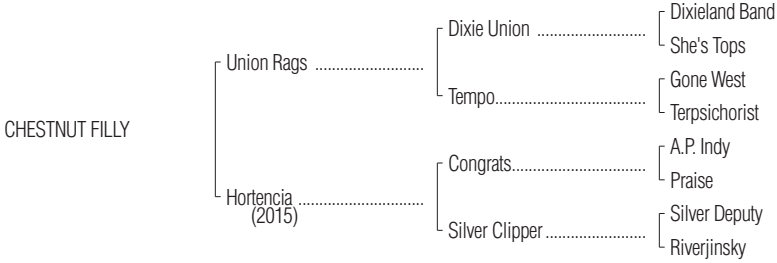 Dixieland Band
Dixie Union ..........................
She's Tops
Union Rags ..........................
Gone West
Tempo.......................................
Terpsichorist
CHESTNUT FILLY
A.P. Indy
Congrats...................................
Praise
Hortencia ..............................
(2015)
Silver Deputy
Silver Clipper ........................
Riverjinsky